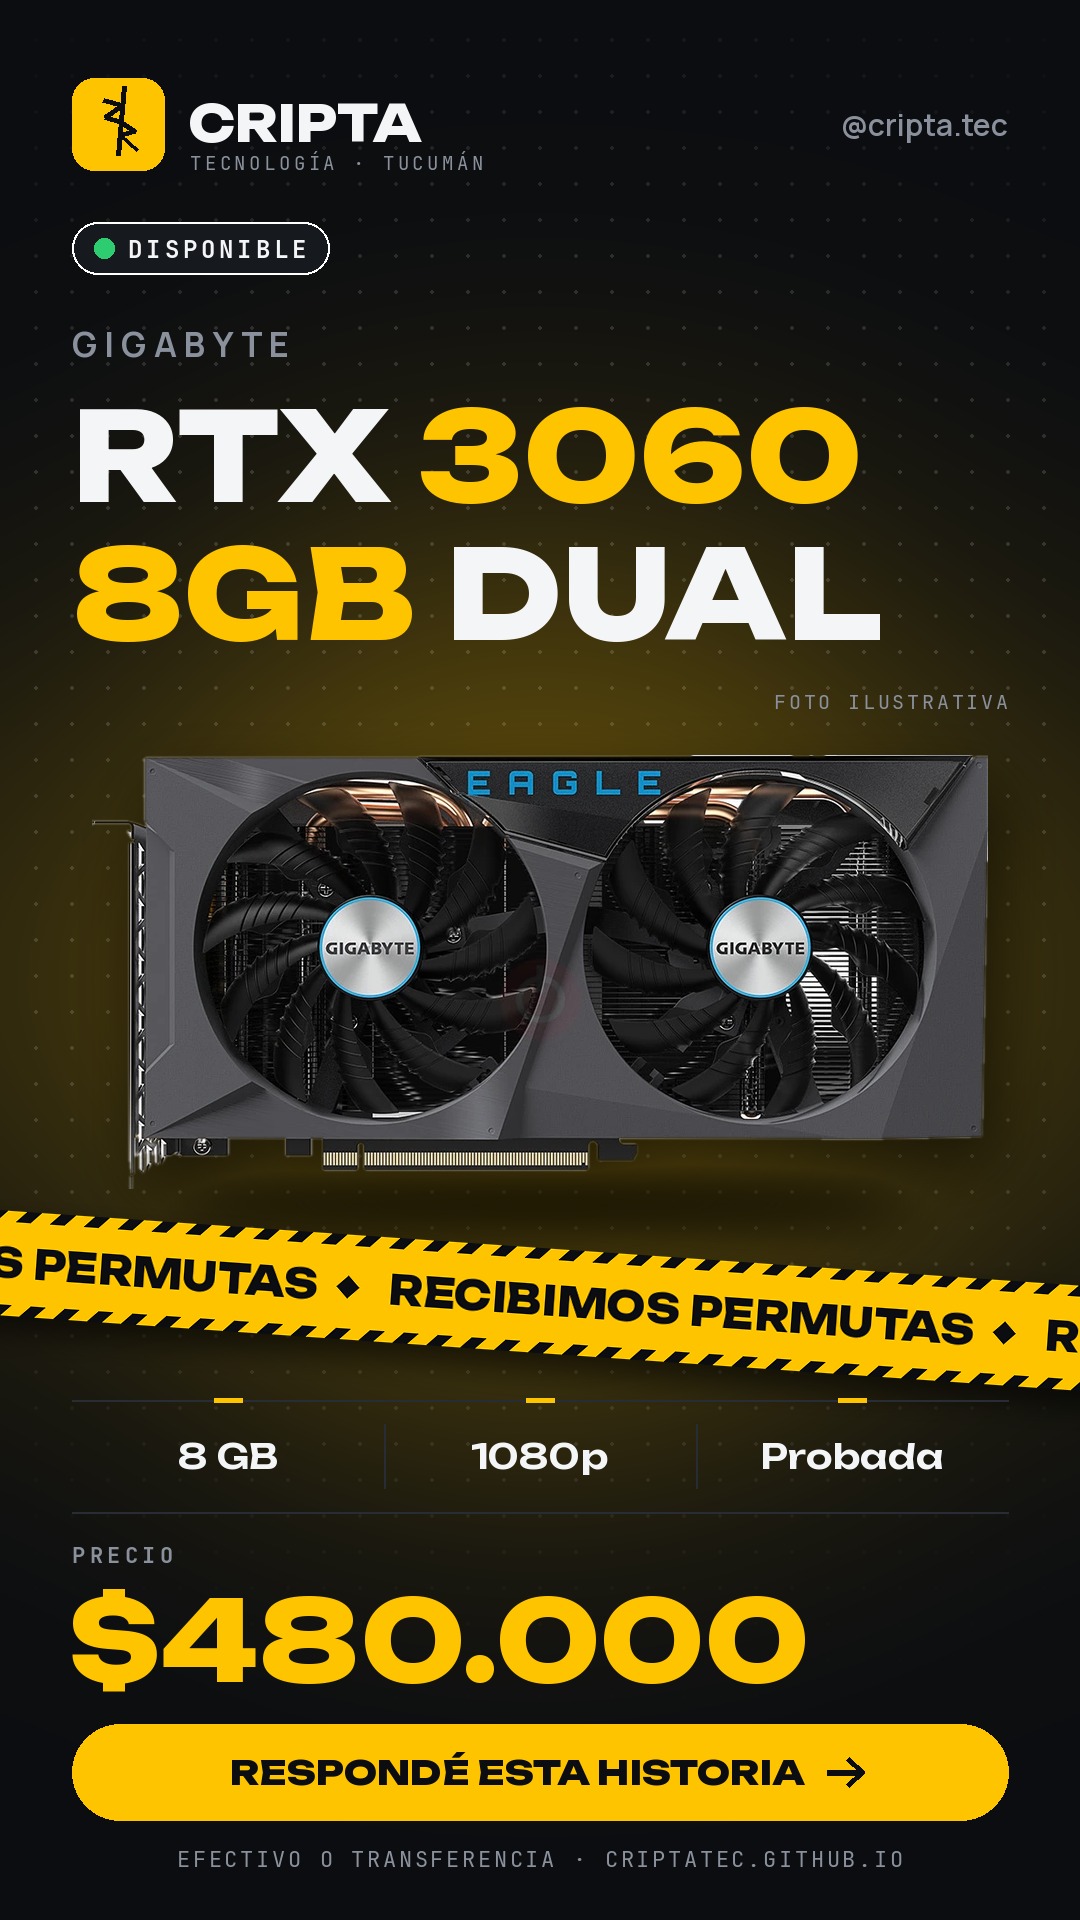 CRIPTA
TECNOLOGÍA · TUCUMÁN
@cripta.tec
DISPONIBLE
GIGABYTE
RTX 3060
8GB DUAL
FOTO ILUSTRATIVA
EAGLE
GIGABYTE
GIGABYTE
S PERMUTAS ◆ RECIBIMOS PERMUTAS ◆ R
8 GB
1080p
Probada
PRECIO
$480.000
RESPONDÉ ESTA HISTORIA →
EFECTIVO O TRANSFERENCIA · CRIPTATEC.GITHUB.IO